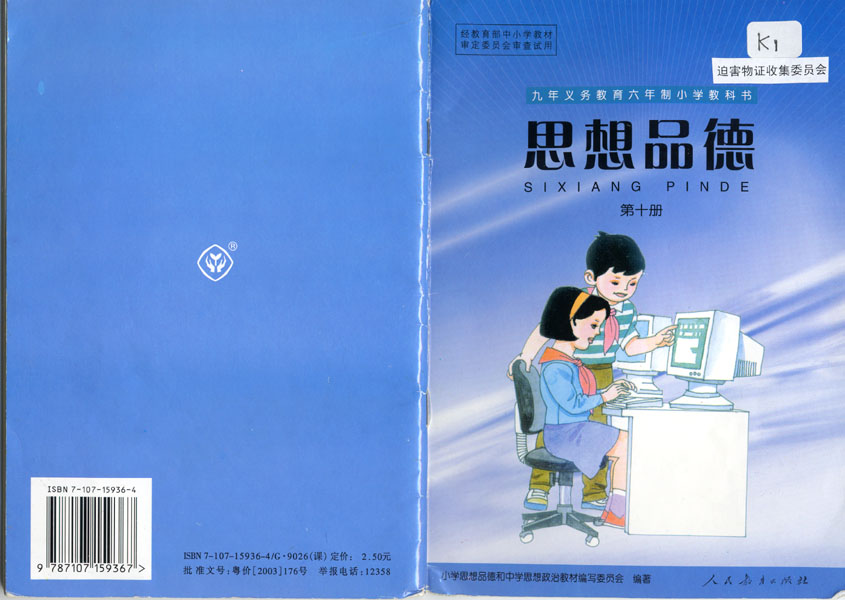 经教育部中小学教材
审定委员会审查试用
K1
迫害物证收集委员会
九年义务教育六年制小学教科书
思想品德
SIXIANG PINDE
第十册
小学思想品德和中学思想政治教材编写委员会 编著
人民教育出版社
®
ISBN 7-107-15936-4
9 787107 159367 >
ISBN 7-107-15936-4/G·9026(课) 定价: 2.50元
批准文号:粤价[2003]176号 举报电话:12358